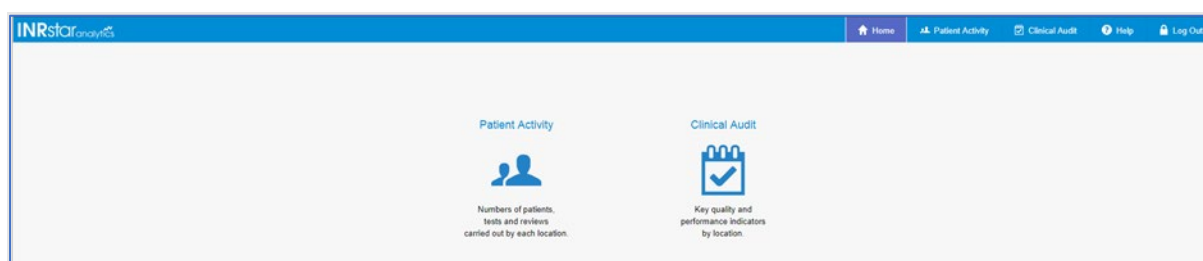 INRstar analytics
Home
Patient Activity
Clinical Audit
Help
Log Out
Patient Activity
Clinical Audit
Numbers of patients,
tests and reviews
carried out by each location.
Key quality and
performance indicators
by location.